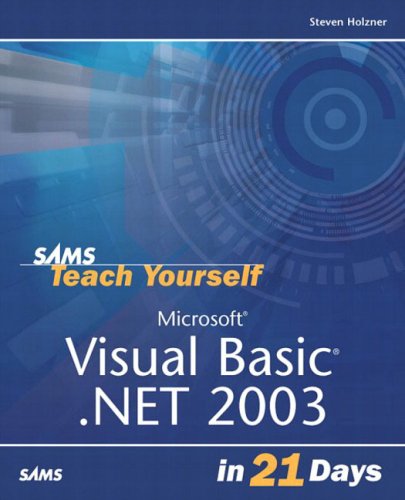 Steven Holzner
SAMS
Teach Yourself
Microsoft®
Visual Basic®
.NET 2003
SAMS
in 21 Days